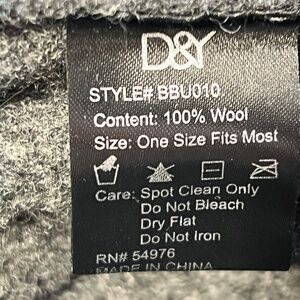 D&Y
STYLE# BBU010
Content: 100% Wool
Size: One Size Fits Most
Care: Spot Clean Only
Do Not Bleach
Dry Flat
Do Not Iron
RN# 54976
MADE IN CHINA